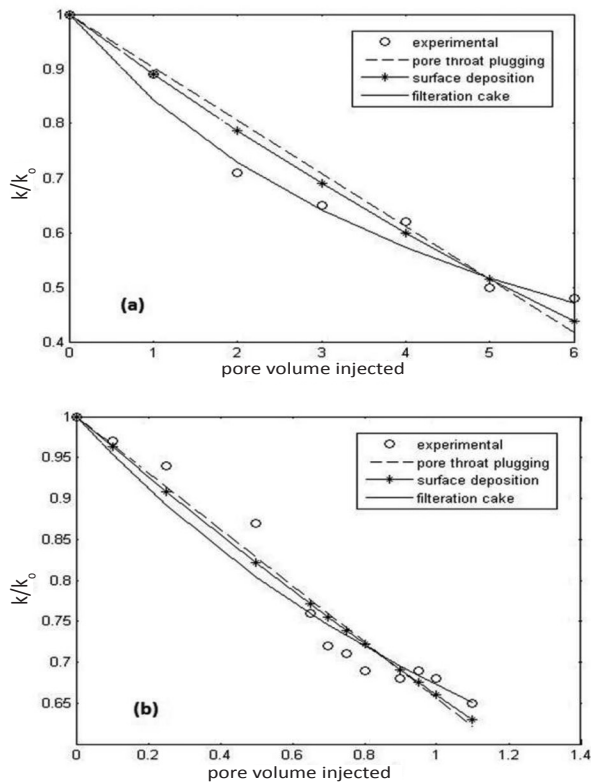 1
0.9
0.8
0.7
0.6
0.5
0.4
k/k₀
experimental
pore throat plugging
surface deposition
filteration cake
(a)
0 1 2 3 4 5 6
pore volume injected
1
0.95
0.9
0.85
0.8
0.75
0.7
0.65
k/k₀
experimental
pore throat plugging
surface deposition
filteration cake
(b)
0 0.2 0.4 0.6 0.8 1 1.2 1.4
pore volume injected